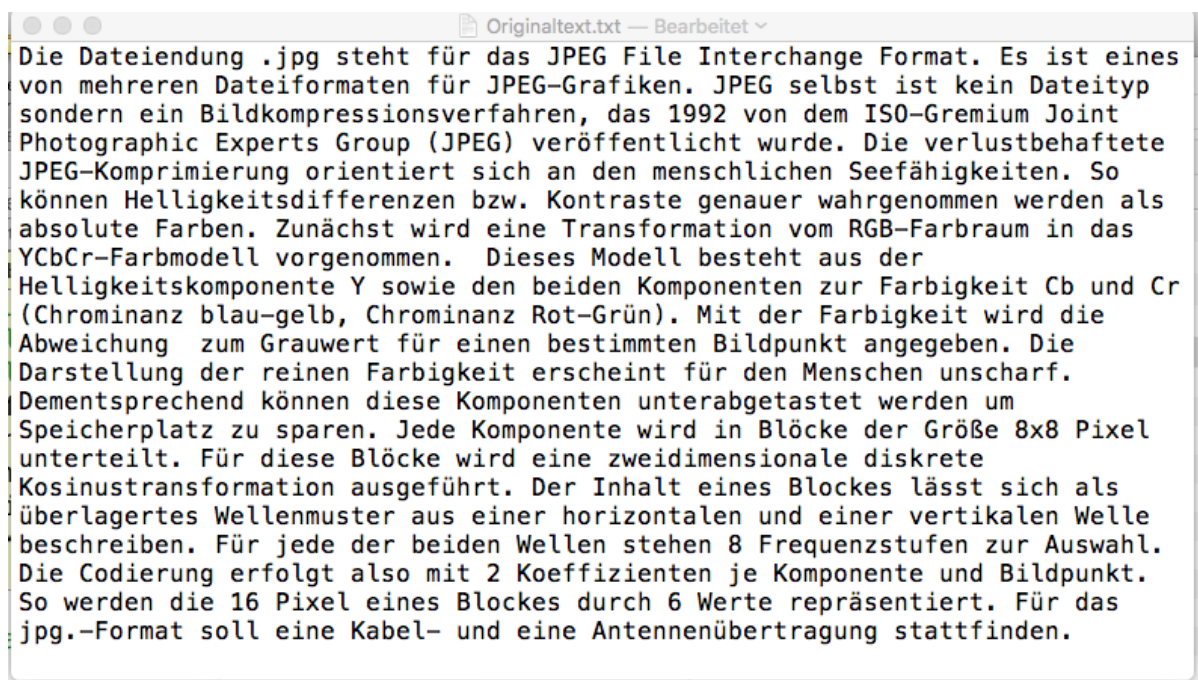 Originaltext.txt — Bearbeitet
Die Dateiendung .jpg steht für das JPEG File Interchange Format. Es ist eines
von mehreren Dateiformaten für JPEG-Grafiken. JPEG selbst ist kein Dateityp
sondern ein Bildkompressionsverfahren, das 1992 von dem ISO-Gremium Joint
Photographic Experts Group (JPEG) veröffentlicht wurde. Die verlustbehaftete
JPEG-Komprimierung orientiert sich an den menschlichen Seefähigkeiten. So
können Helligkeitsdifferenzen bzw. Kontraste genauer wahrgenommen werden als
absolute Farben. Zunächst wird eine Transformation vom RGB-Farbraum in das
YCbCr-Farbmodell vorgenommen.  Dieses Modell besteht aus der
Helligkeitskomponente Y sowie den beiden Komponenten zur Farbigkeit Cb und Cr
(Chrominanz blau-gelb, Chrominanz Rot-Grün). Mit der Farbigkeit wird die
Abweichung  zum Grauwert für einen bestimmten Bildpunkt angegeben. Die
Darstellung der reinen Farbigkeit erscheint für den Menschen unscharf.
Dementsprechend können diese Komponenten unterabgetastet werden um
Speicherplatz zu sparen. Jede Komponente wird in Blöcke der Größe 8x8 Pixel
unterteilt. Für diese Blöcke wird eine zweidimensionale diskrete
Kosinustransformation ausgeführt. Der Inhalt eines Blockes lässt sich als
überlagertes Wellenmuster aus einer horizontalen und einer vertikalen Welle
beschreiben. Für jede der beiden Wellen stehen 8 Frequenzstufen zur Auswahl.
Die Codierung erfolgt also mit 2 Koeffizienten je Komponente und Bildpunkt.
So werden die 16 Pixel eines Blockes durch 6 Werte repräsentiert. Für das
jpg.-Format soll eine Kabel- und eine Antennenübertragung stattfinden.